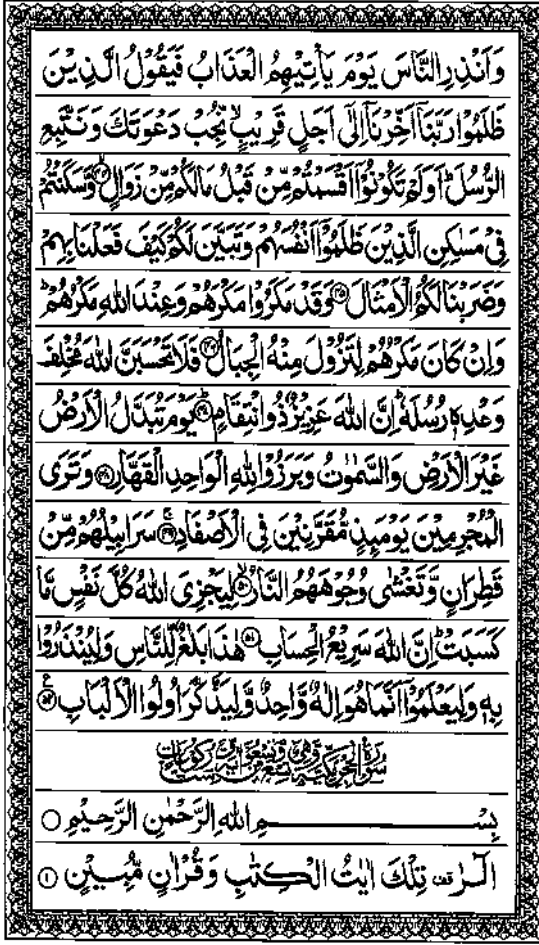 وَاَنْذِرِ النَّاسَ يَوْمَ يَاْتِيْهِمُ الْعَذَابُ فَيَقُوْلُ الَّذِيْنَ
ظَلَمُوْا رَبَّنَاۤ اَخِّرْنَاۤ اِلٰۤى اَجَلٍ قَرِيْبٍۙ نُّجِبْ دَعْوَتَكَ وَنَتَّبِعِ
الرُّسُلَؕ اَوَلَمْ تَكُوْنُوْۤا اَقْسَمْتُمْ مِّنْ قَبْلُ مَا لَكُمْ مِّنْ زَوَالٍۙ۝۴۴ وَّسَكَنْتُمْ
فِيْ مَسٰكِنِ الَّذِيْنَ ظَلَمُوْۤا اَنْفُسَهُمْ وَتَبَيَّنَ لَكُمْ كَيْفَ فَعَلْنَا بِهِمْ
وَضَرَبْنَا لَكُمُ الْاَمْثَالَ۝۴۵ وَقَدْ مَكَرُوْا مَكْرَهُمْ وَعِنْدَ اللّٰهِ مَكْرُهُمْؕ
وَاِنْ كَانَ مَكْرُهُمْ لِتَزُوْلَ مِنْهُ الْجِبَالُ۝۴۶ فَلَا تَحْسَبَنَّ اللّٰهَ مُخْلِفَ
وَعْدِهٖ رُسُلَهٗؕ اِنَّ اللّٰهَ عَزِيْزٌ ذُو انْتِقَامٍؕ۝۴۷ يَوْمَ تُبَدَّلُ الْاَرْضُ
غَيْرَ الْاَرْضِ وَالسَّمٰوٰتُ وَبَرَزُوْا لِلّٰهِ الْوَاحِدِ الْقَهَّارِ۝۴۸ وَتَرَى
الْمُجْرِمِيْنَ يَوْمَىِٕذٍ مُّقَرَّنِيْنَ فِي الْاَصْفَادِۚ۝۴۹ سَرَابِيْلُهُمْ مِّنْ
قَطِرَانٍ وَّتَغْشٰى وُجُوْهَهُمُ النَّارُۙ۝۵۰ لِيَجْزِيَ اللّٰهُ كُلَّ نَفْسٍ مَّا
كَسَبَتْؕ اِنَّ اللّٰهَ سَرِيْعُ الْحِسَابِ۝۵۱ هٰذَا بَلٰغٌ لِّلنَّاسِ وَلِيُنْذَرُوْا
بِهٖ وَلِيَعْلَمُوْۤا اَنَّمَا هُوَ اِلٰهٌ وَّاحِدٌ وَّلِيَذَّكَّرَ اُولُوا الْاَلْبَابِ۝۵۲
سُوْرَةُ الْحِجْرِ مَكِّيَّةٌ وَّهِيَ تِسْعٌ وَّتِسْعُوْنَ اٰيَةً وَّسِتُّ رُكُوْعَاتٍ
بِسْمِ اللّٰهِ الرَّحْمٰنِ الرَّحِيْمِ ۝
الٓرٰ تِلْكَ اٰيٰتُ الْكِتٰبِ وَقُرْاٰنٍ مُّبِيْنٍ ۝۱